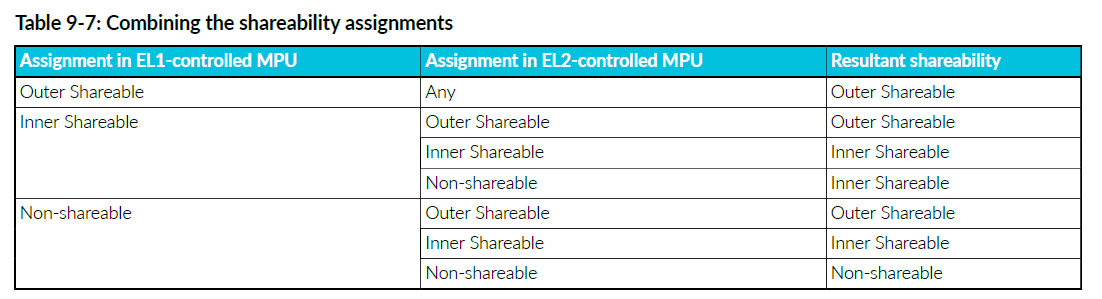 Table 9-7: Combining the shareability assignments
Assignment in EL1-controlled MPU Assignment in EL2-controlled MPU Resultant shareability
Outer Shareable Any Outer Shareable
Inner Shareable Outer Shareable Outer Shareable
Inner Shareable Inner Shareable
Non-shareable Inner Shareable
Non-shareable Outer Shareable Outer Shareable
Inner Shareable Inner Shareable
Non-shareable Non-shareable